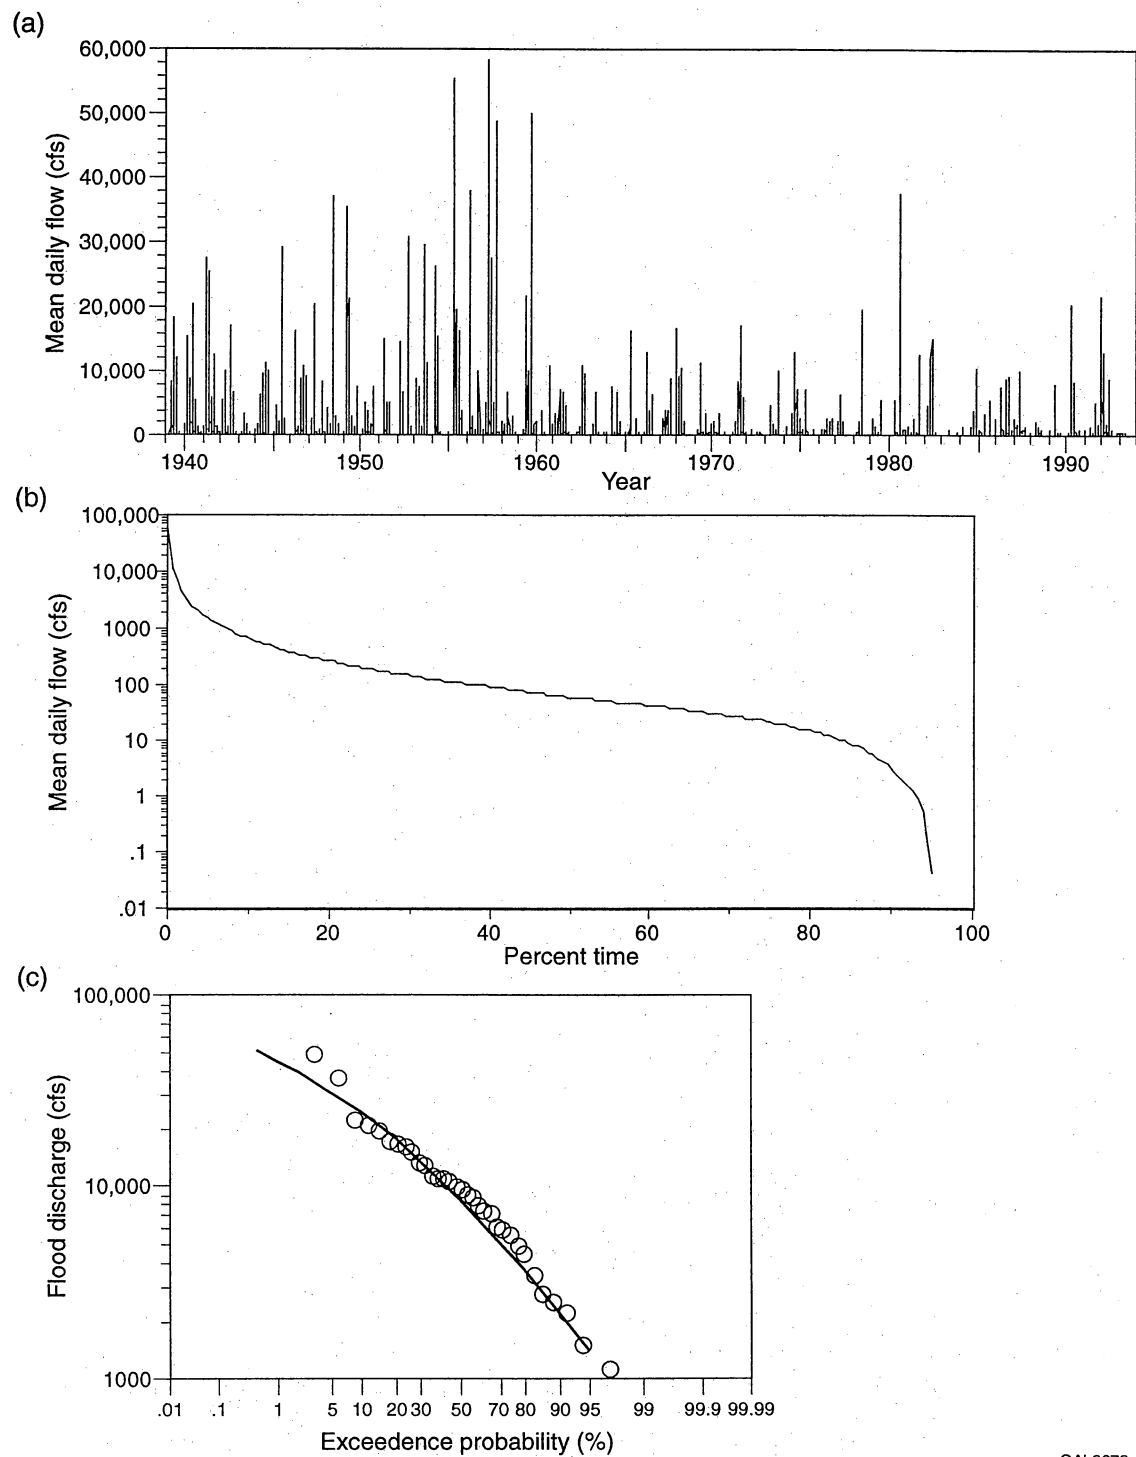 (a)
60,000
50,000
40,000
30,000
20,000
10,000
0
Mean daily flow (cfs)
1940 1950 1960 1970 1980 1990
Year
(b)
100,000
10,000
1000
100
10
1
.1
.01
Mean daily flow (cfs)
0 20 40 60 80 100
Percent time
(c)
100,000
10,000
1000
Flood discharge (cfs)
.01 .1 1 5 10 20 30 50 70 80 90 95 99 99.9 99.99
Exceedence probability (%)